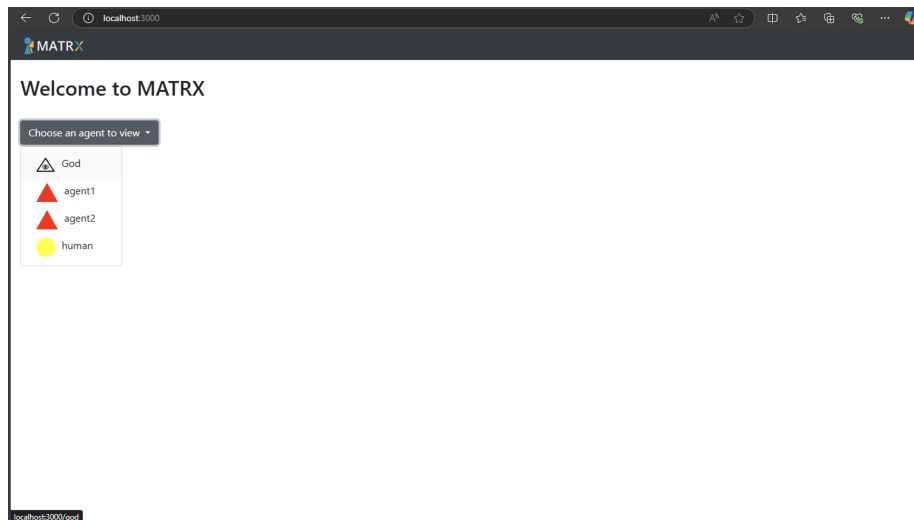 localhost:3000
MATRX
Welcome to MATRX
Choose an agent to view
God
agent1
agent2
human
localhost:3000/god